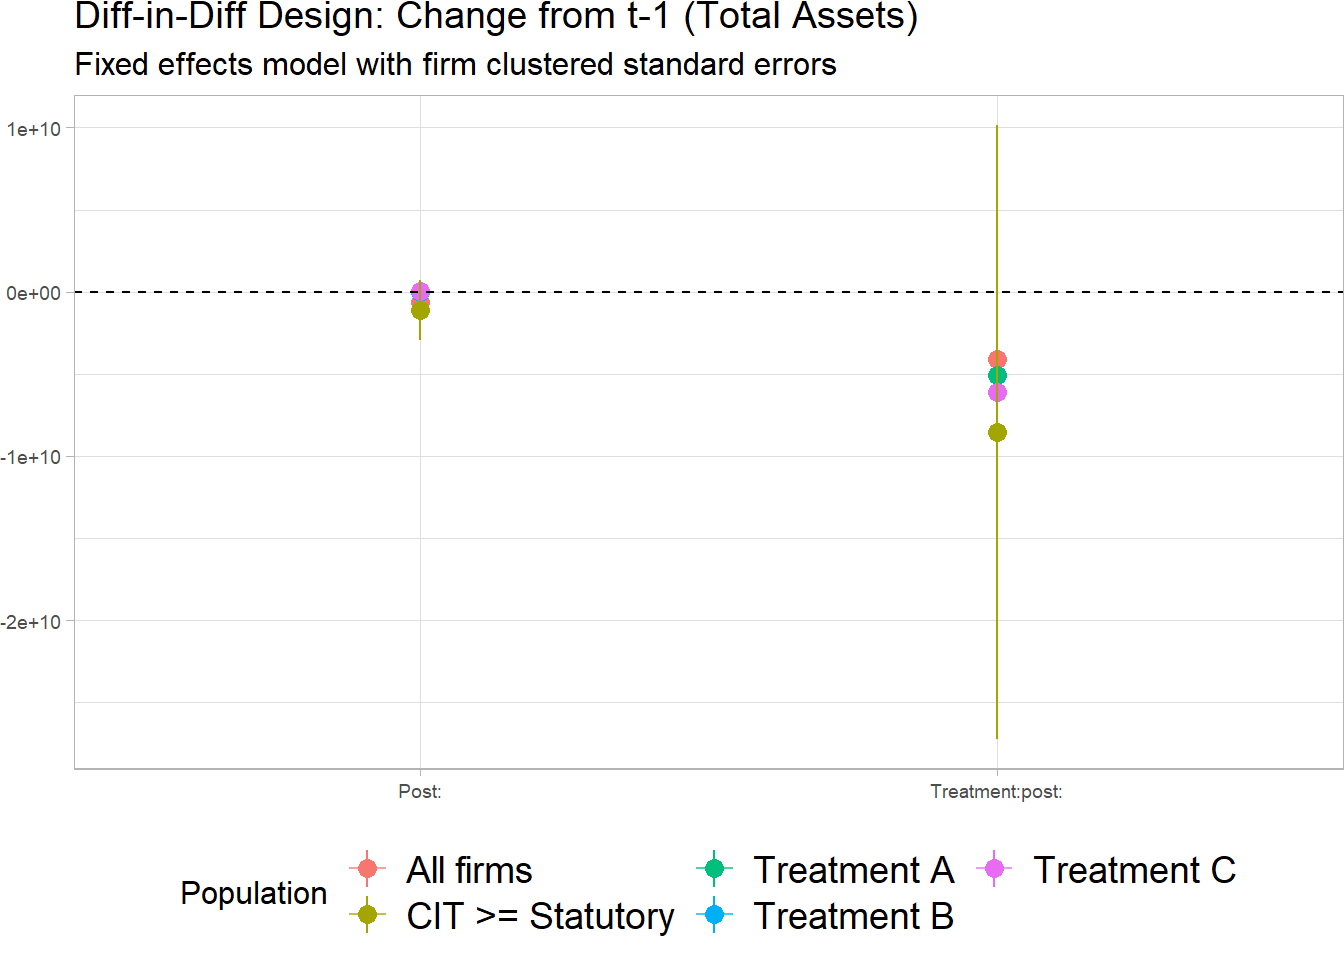 Diff-in-Diff Design: Change from t-1 (Total Assets)
Fixed effects model with firm clustered standard errors
1e+10
0e+00
-1e+10
-2e+10
Post:
Treatment:post:
Population
All firms
Treatment A
Treatment C
CIT >= Statutory
Treatment B